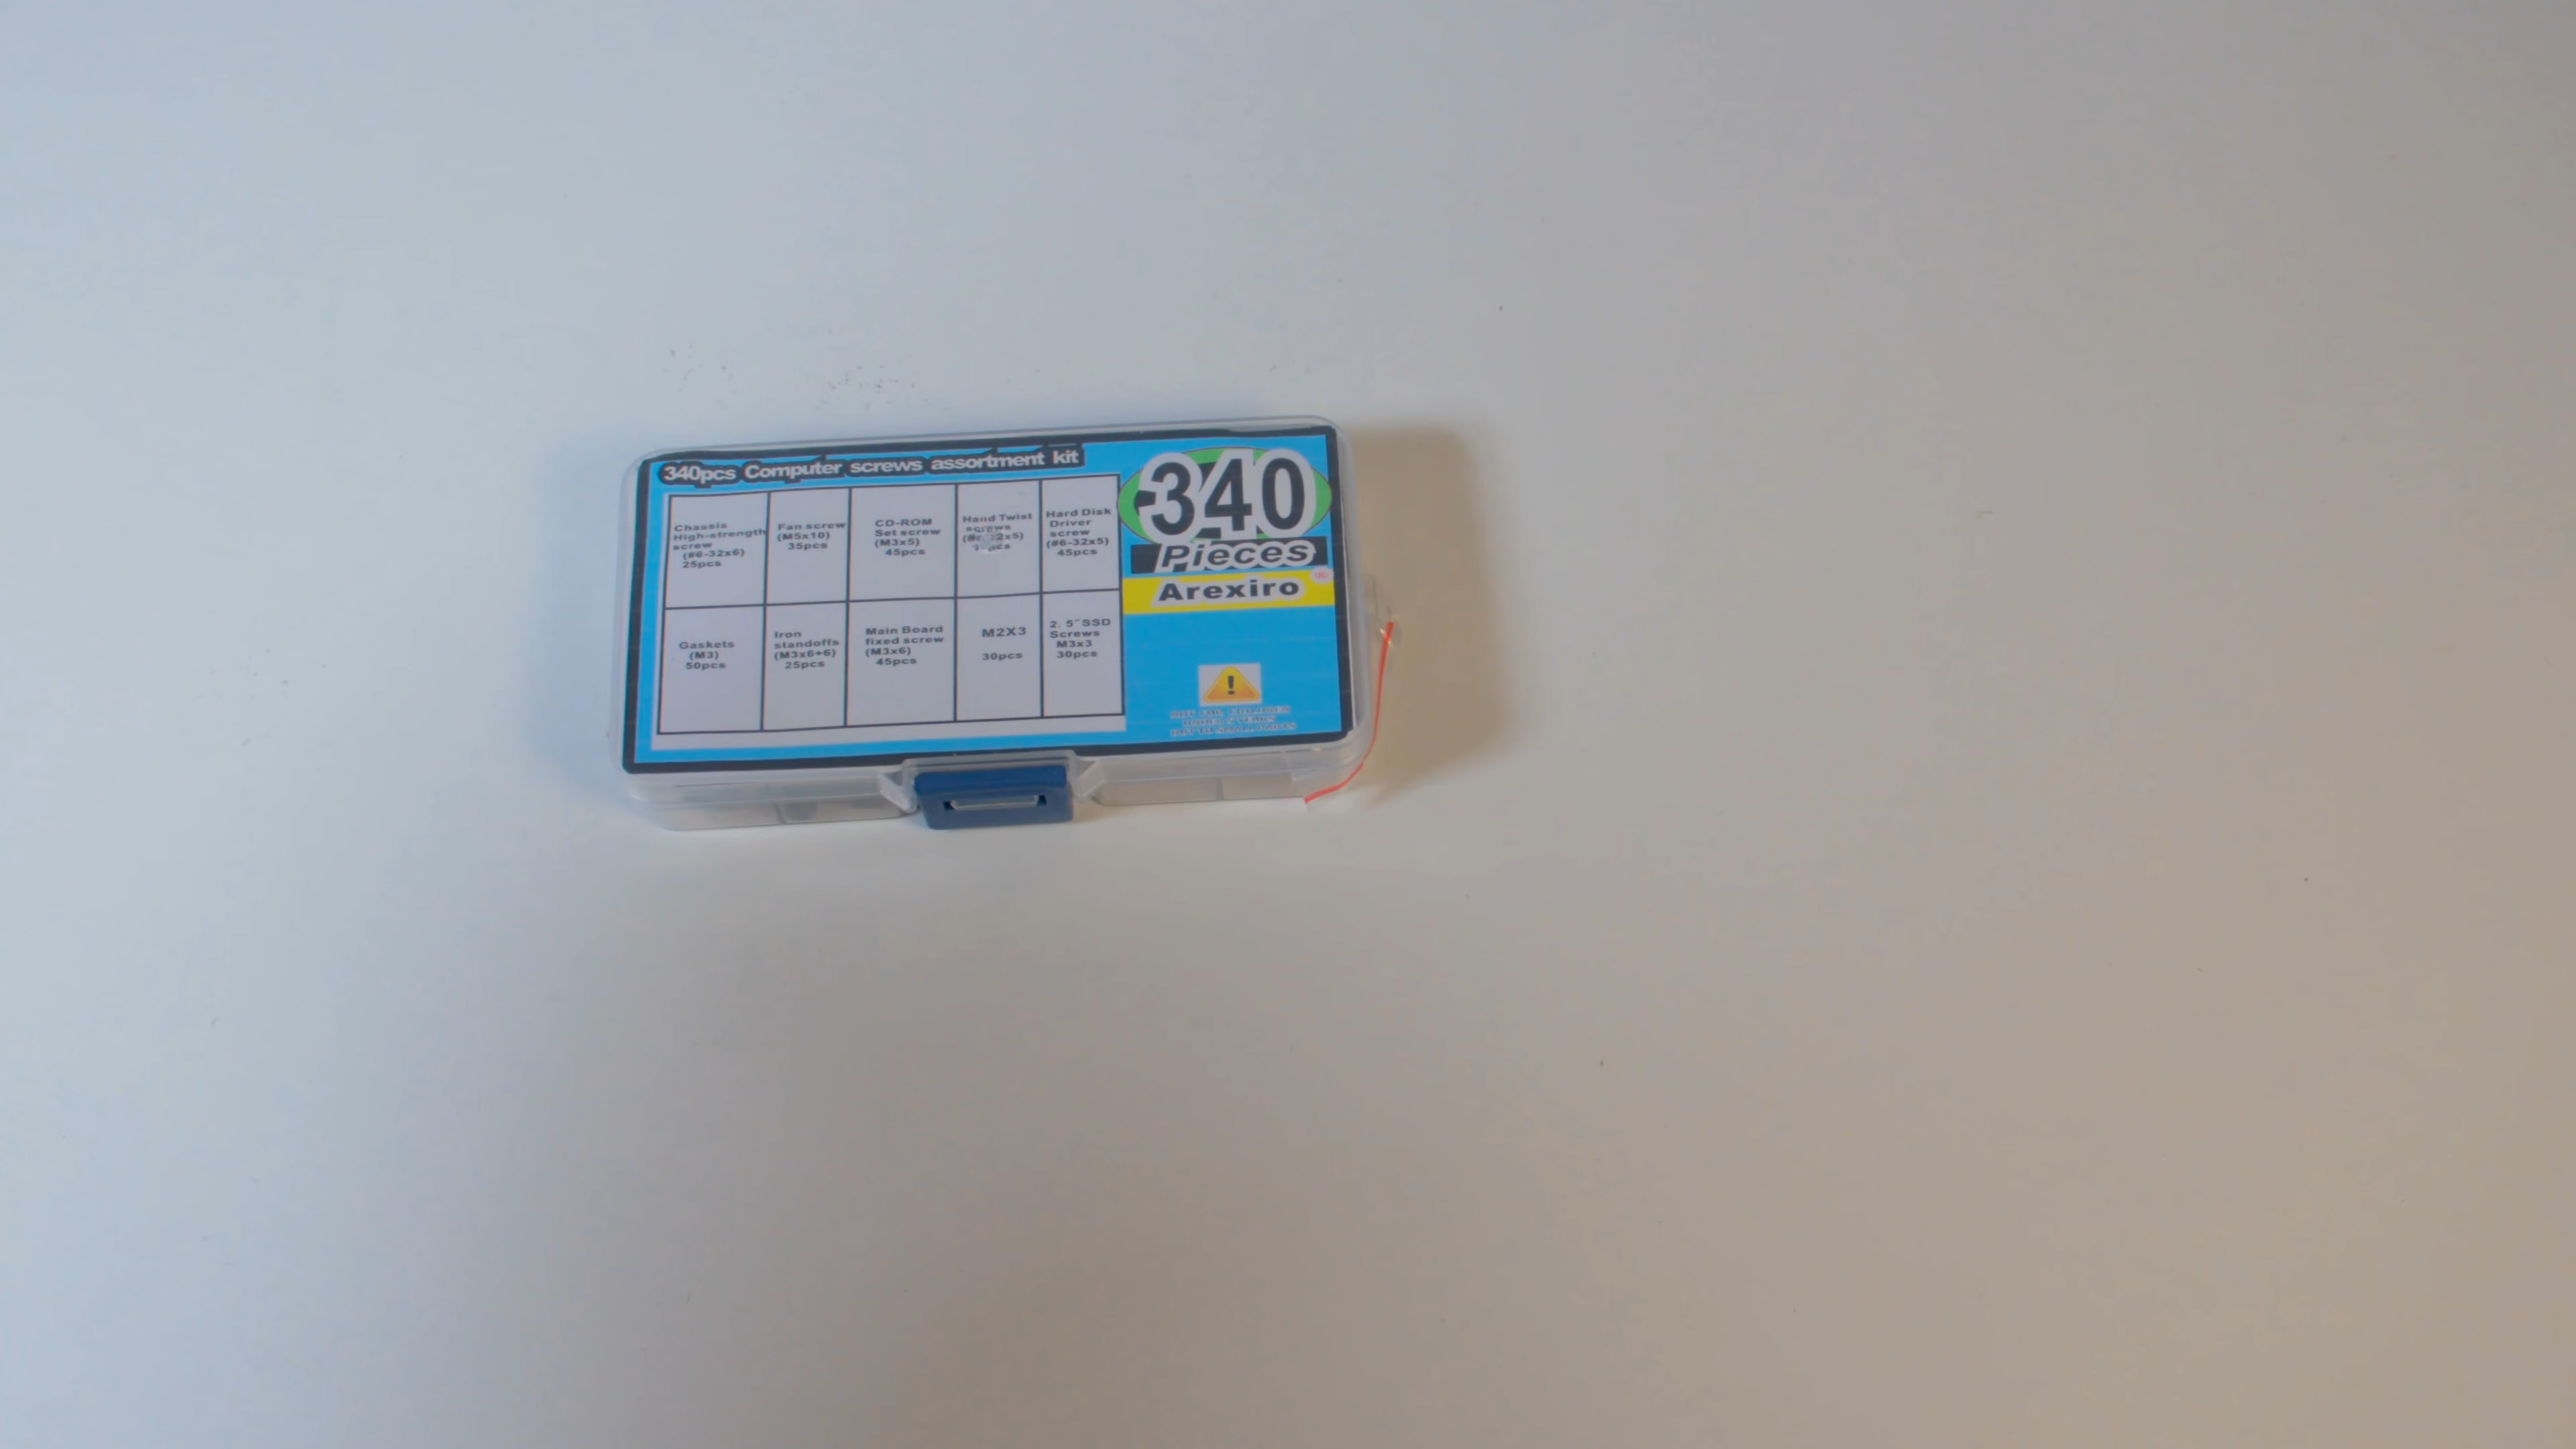 340pcs Computer screws assortment kit
Chassis
High-strength
screw
(#6-32x6)
25pcs
Fan screw
(M5x10)
35pcs
CD-ROM
Set screw
(M3x5)
45pcs
Hand Twist
screws
Hard Disk
Driver
screw
(#6-32x5)
45pcs
Gaskets
(M3)
50pcs
Iron
standoffs
(M3x6+6)
25pcs
Main Board
fixed screw
(M3x6)
45pcs
M2X3
30pcs
2.5"SSD
Screws
M3x3
30pcs
340
Pieces
Arexiro
NOT FOR CHILDREN